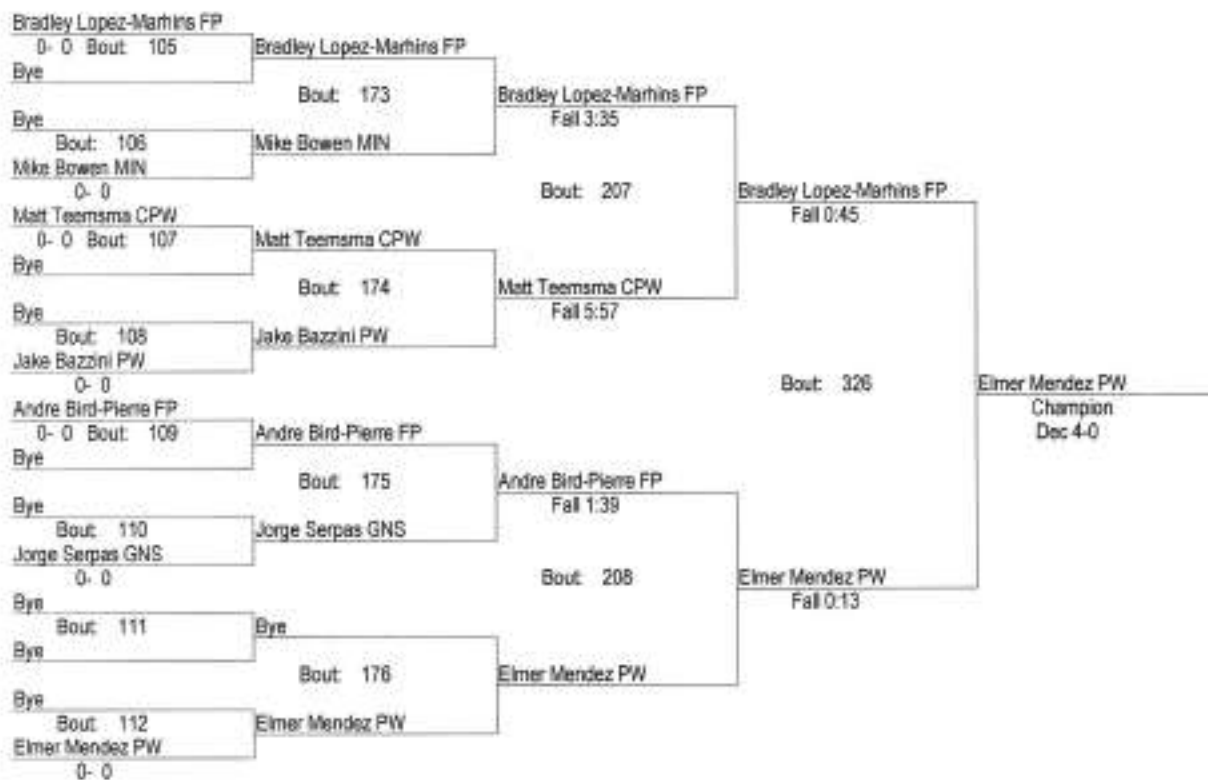 Bradley Lopez-Marhins FP
0- 0 Bout: 105
Bye
Bye
Bout: 106
Mike Bowen MIN
0- 0
Matt Teemsma CPW
0- 0 Bout: 107
Bye
Bye
Bout: 108
Jake Bazzini PW
0- 0
Andre Bird-Pierre FP
0- 0 Bout: 109
Bye
Bye
Bout: 110
Jorge Serpas GNS
0- 0
Bye
Bout: 111
Bye
Bye
Bout: 112
Elmer Mendez PW
0- 0
Bradley Lopez-Marhins FP
Bout: 173
Mike Bowen MIN
Matt Teemsma CPW
Bout: 174
Jake Bazzini PW
Andre Bird-Pierre FP
Bout: 175
Jorge Serpas GNS
Bye
Bout: 176
Elmer Mendez PW
Bradley Lopez-Marhins FP
Fall 3:35
Bout: 207
Matt Teemsma CPW
Fall 5:57
Andre Bird-Pierre FP
Fall 1:39
Bout: 208
Elmer Mendez PW
Bradley Lopez-Marhins FP
Fall 0:45
Bout: 326
Elmer Mendez PW
Fall 0:13
Elmer Mendez PW
Champion
Dec 4-0